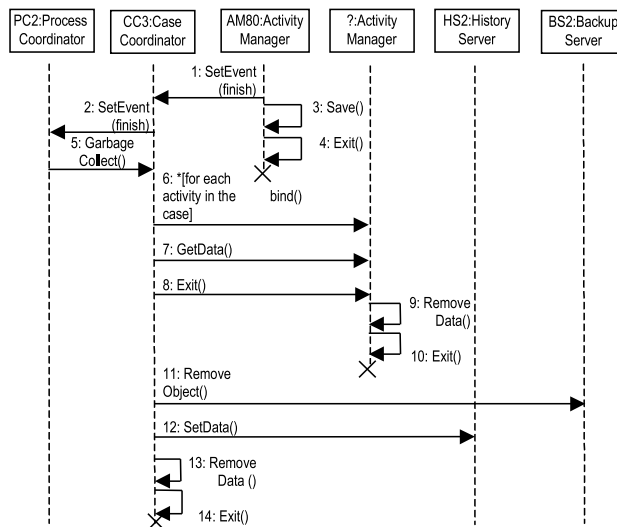 PC2:Process
Coordinator
CC3:Case
Coordinator
AM80:Activity
Manager
?:Activity
Manager
HS2:History
Server
BS2:Backup
Server
1: SetEvent
(finish)
2: SetEvent
(finish)
3: Save()
4: Exit()
5: Garbage
Collect()
6: *[for each
activity in the
case]
bind()
7: GetData()
8: Exit()
9: Remove
Data()
10: Exit()
11: Remove
Object()
12: SetData()
13: Remove
Data ()
14: Exit()